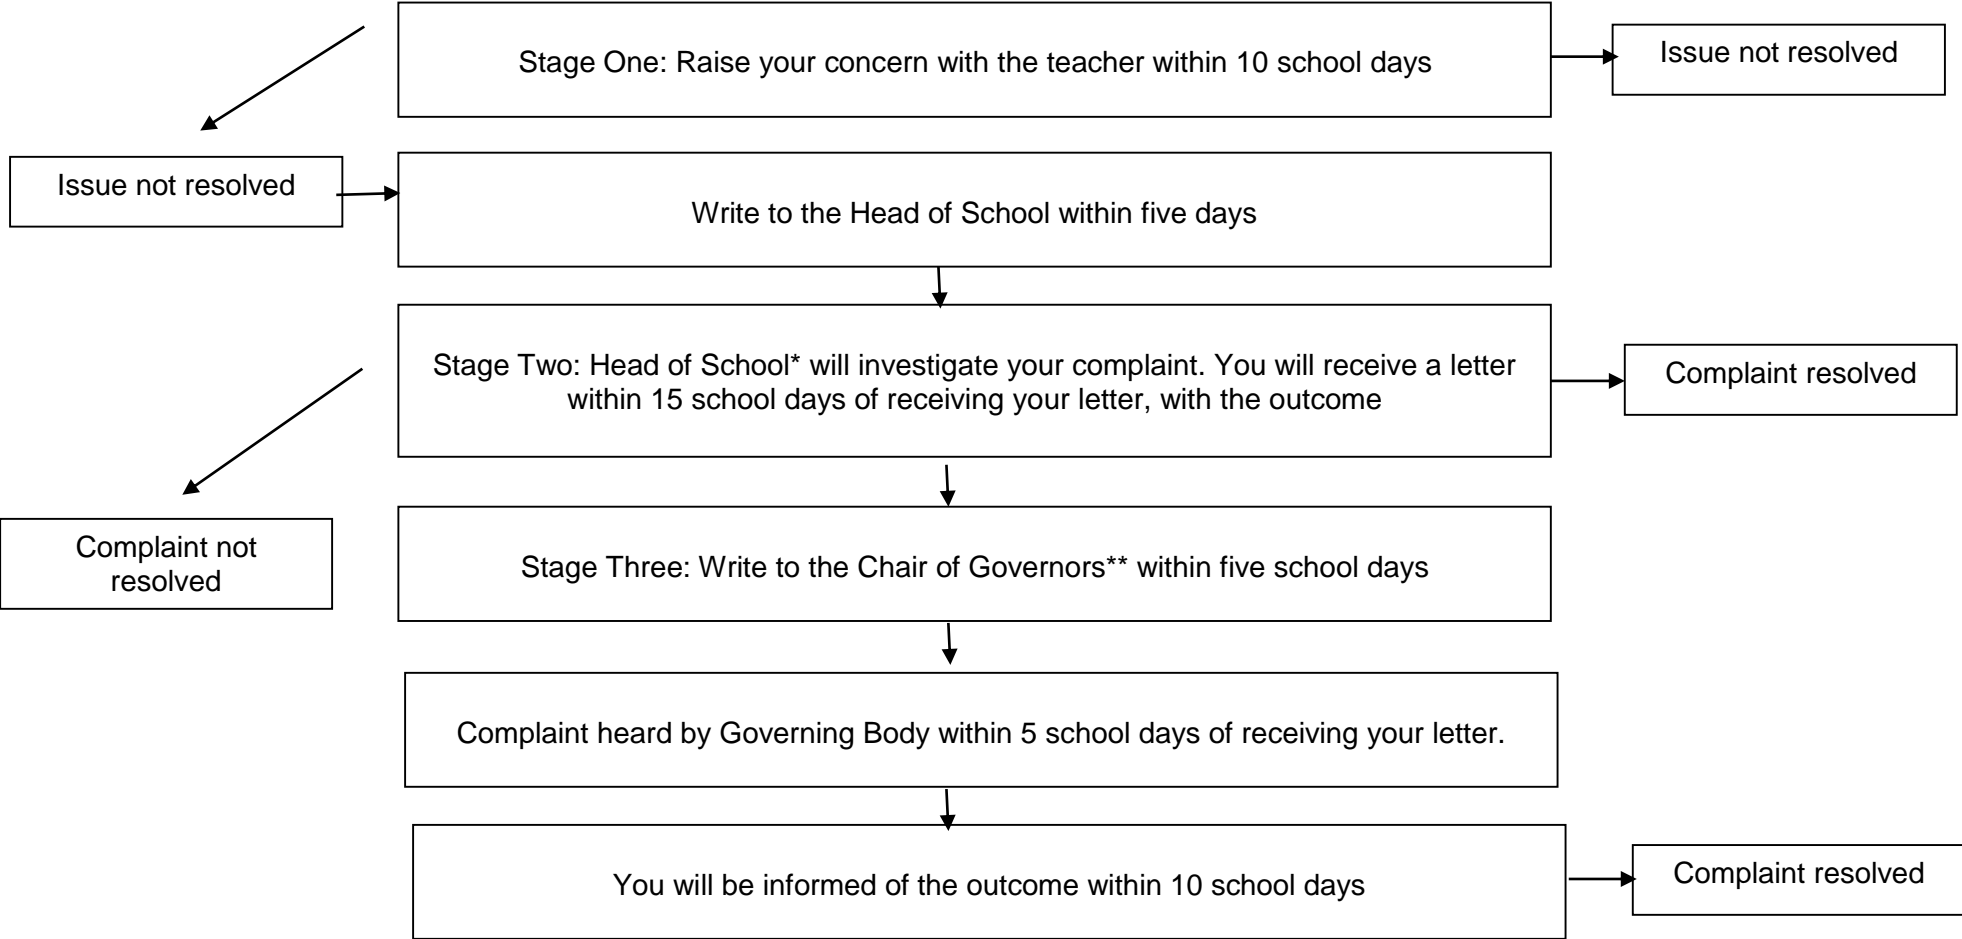 Stage One: Raise your concern with the teacher within 10 school days
Issue not resolved
Issue not resolved
Write to the Head of School within five days
Stage Two: Head of School* will investigate your complaint. You will receive a letter
within 15 school days of receiving your letter, with the outcome
Complaint resolved
Complaint not
resolved
Stage Three: Write to the Chair of Governors** within five school days
Complaint heard by Governing Body within 5 school days of receiving your letter.
You will be informed of the outcome within 10 school days
Complaint resolved